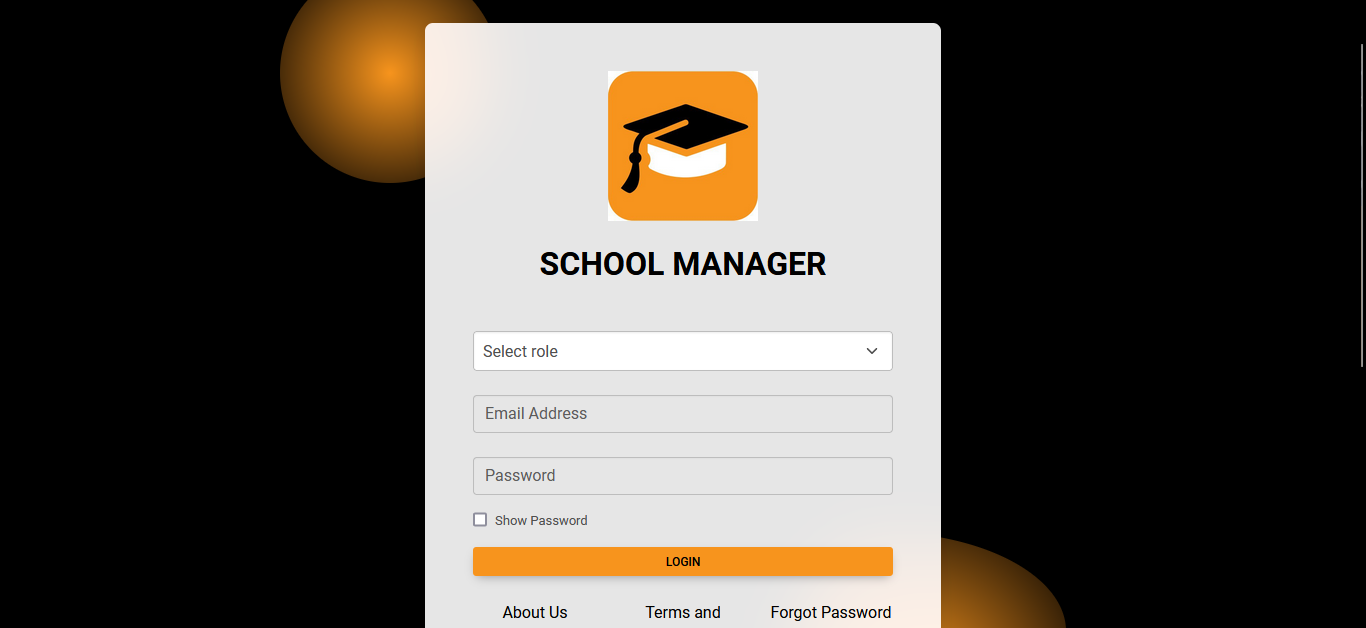 SCHOOL MANAGER
Select role
Email Address
Password
Show Password
LOGIN
About Us
Terms and
Forgot Password